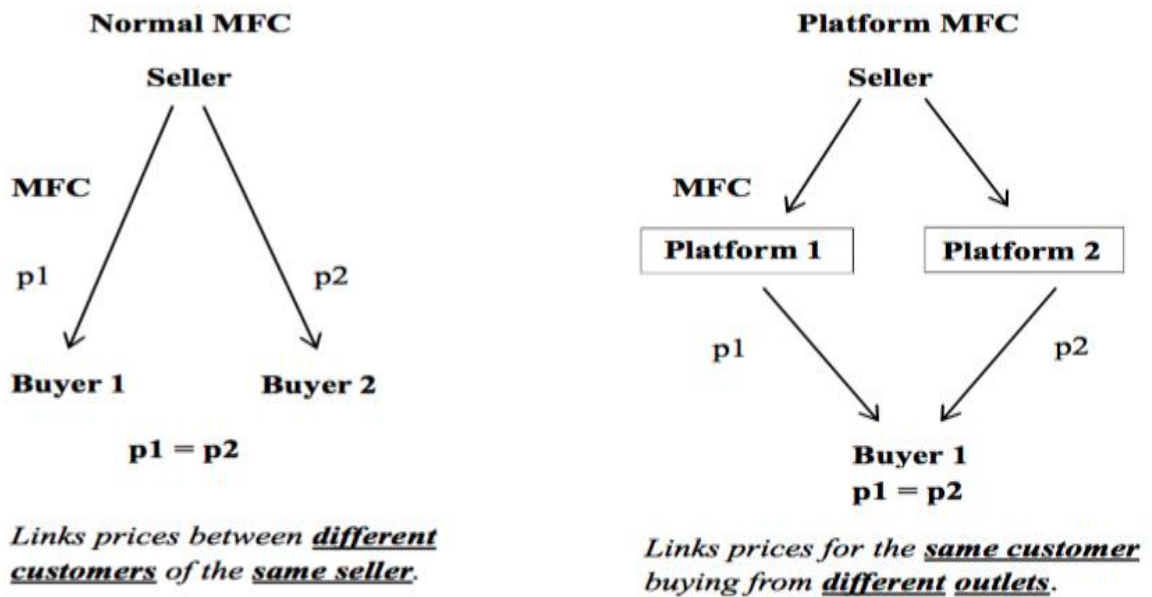 Normal MFC
Seller
MFC
p1
p2
Buyer 1
Buyer 2
p1 = p2
Links prices between different
customers of the same seller.
Platform MFC
Seller
MFC
Platform 1
Platform 2
p1
p2
Buyer 1
p1 = p2
Links prices for the same customer
buying from different outlets.